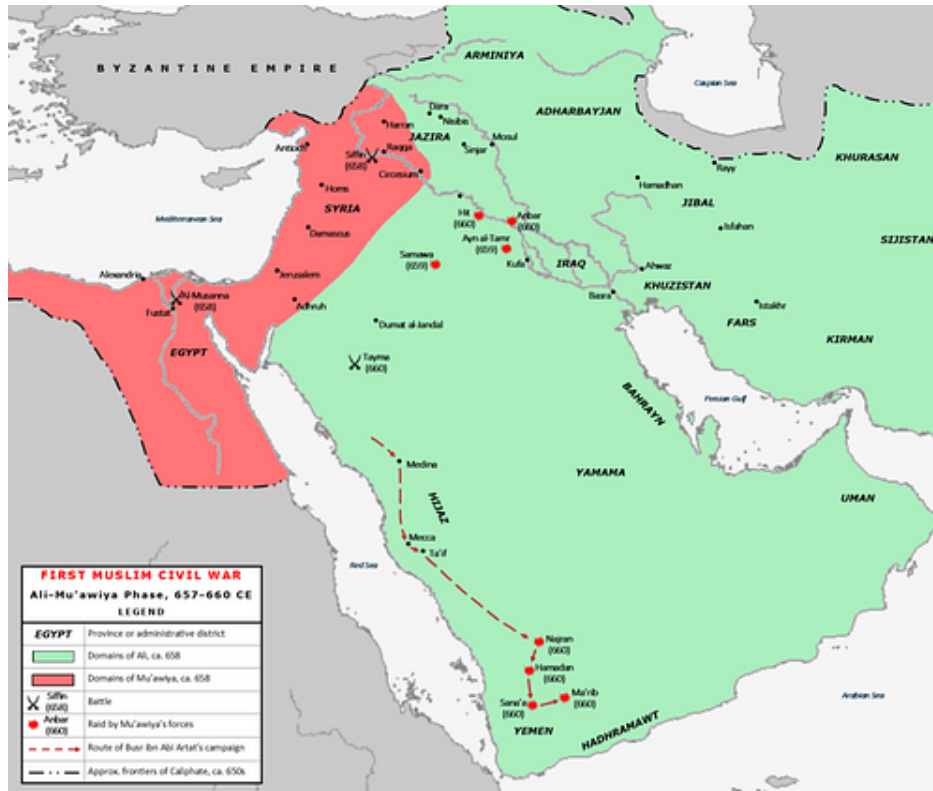 BYZANTINE EMPIRE
ARMINIYA
Caspian Sea
ADHARBAYJAN
Dara
Nisibis
Harran
JAZIRA
Mosul
Antioch
Siffin
(658)
Raqqa
Sinjar
KHURASAN
Rayy
Circesium
Hamadhan
Homs
JIBAL
SYRIA
Hit
(660)
Anbar
(660)
Mediterranean Sea
Damascus
Isfahan
SIJISTAN
Ayn al-Tamr
(659)
Samawa
(659)
Kufa
IRAQ
Ahwaz
Alexandria
Jerusalem
KHUZISTAN
Al-Musanna
(658)
Adhruh
Basra
Istakhr
Fustat
Dumat al-Jandal
FARS
KIRMAN
EGYPT
Tayma
(660)
BAHRAYN
Persian Gulf
Medina
YAMAMA
HIJAZ
UMAN
Mecca
Ta'if
Red Sea
Najran
(660)
Hamadan
(660)
Sana'a
(660)
Ma'rib
(660)
Arabian Sea
YEMEN
HADHRAMAWT
FIRST MUSLIM CIVIL WAR
Ali-Mu'awiya Phase, 657-660 CE
LEGEND
EGYPT Province or administrative district
Domains of Ali, ca. 658
Domains of Mu'awiya, ca. 658
Siffin
(658)
Battle
Anbar
(660)
Raid by Mu'awiya's forces
Route of Busr ibn Abi Artat's campaign
Approx. frontiers of Caliphate, ca. 650s